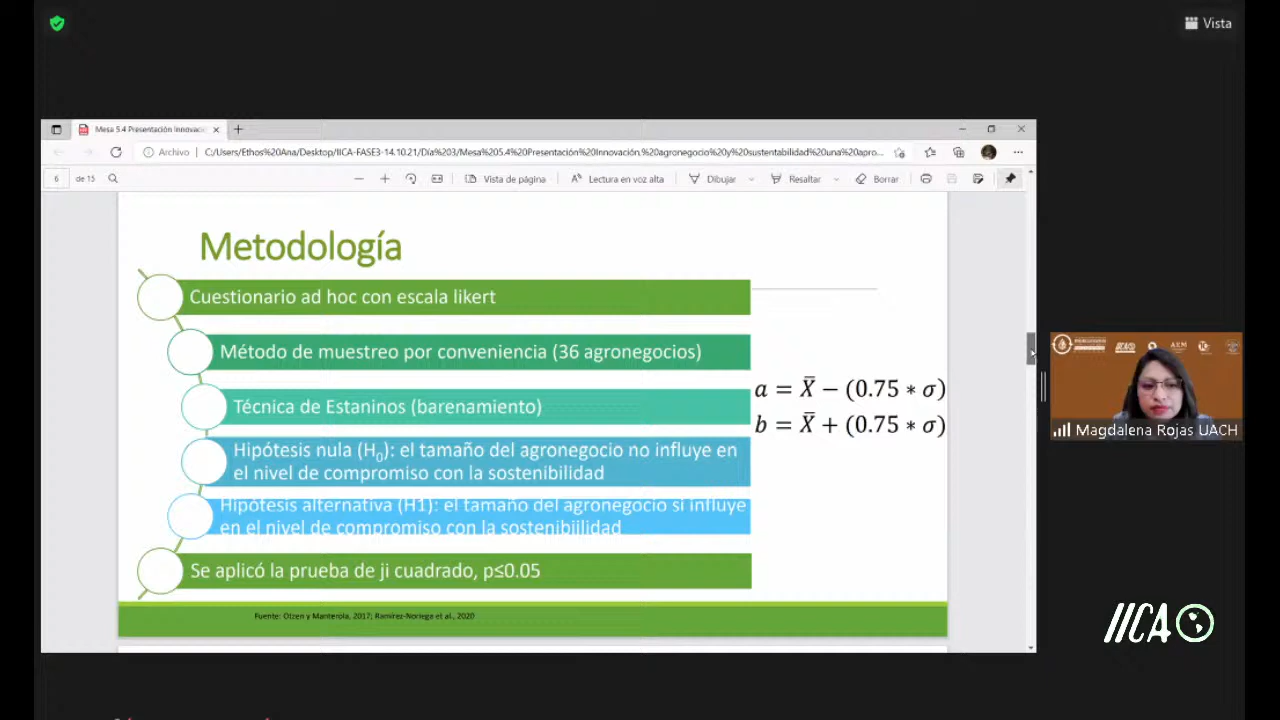 Vista
Mesa 5.4 Presentación Innovaci
Archivo
C:/Users/Ethos%20Ana/Desktop/IICA-FASE3-14.10.21/Día%203/Mesa%205.4%20Presentación%20Innovación.%20agronegocio%20y%20sustentabilidad%20una%20apro...
6 de 15
Vista de página
Lectura en voz alta
Dibujar
Resaltar
Borrar
Metodología
Cuestionario ad hoc con escala likert
Método de muestreo por conveniencia (36 agronegocios)
Técnica de Estaninos (barenamiento)
Hipótesis nula (H0): el tamaño del agronegocio no influye en
el nivel de compromiso con la sostenibilidad
Hipótesis alternativa (H1): el tamaño del agronegocio si influye
en el nivel de compromiso con la sostenibiilidad
Se aplicó la prueba de ji cuadrado, p≤0.05
a = X̄ − (0.75 ∗ σ)
b = X̄ + (0.75 ∗ σ)
Fuente: Otzen y Manterola, 2017; Ramírez-Noriega et al., 2020
Magdalena Rojas UACH
IICA